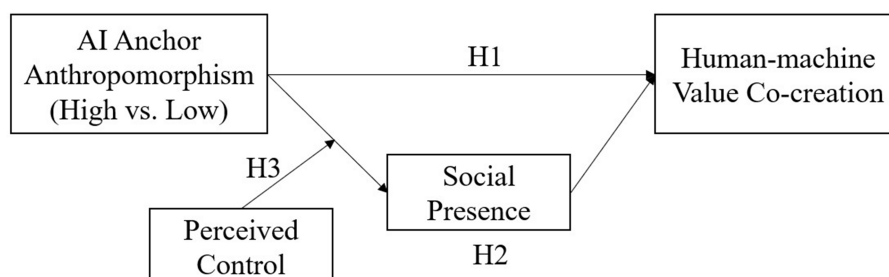 AI Anchor
Anthropomorphism
(High vs. Low)
H1
Human-machine
Value Co-creation
H3
Social
Presence
Perceived
Control
H2